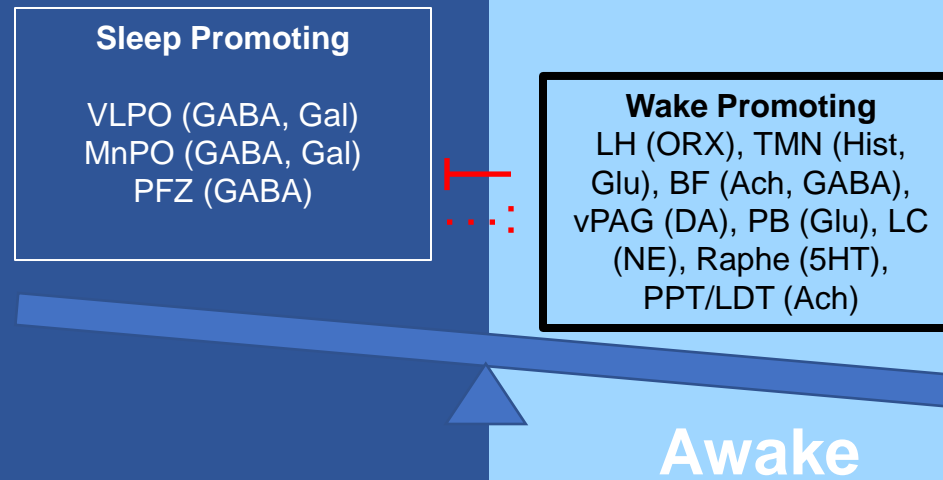 Sleep Promoting
VLPO (GABA, Gal)
MnPO (GABA, Gal)
PFZ (GABA)
Wake Promoting
LH (ORX), TMN (Hist,
Glu), BF (Ach, GABA),
vPAG (DA), PB (Glu), LC
(NE), Raphe (5HT),
PPT/LDT (Ach)
Awake